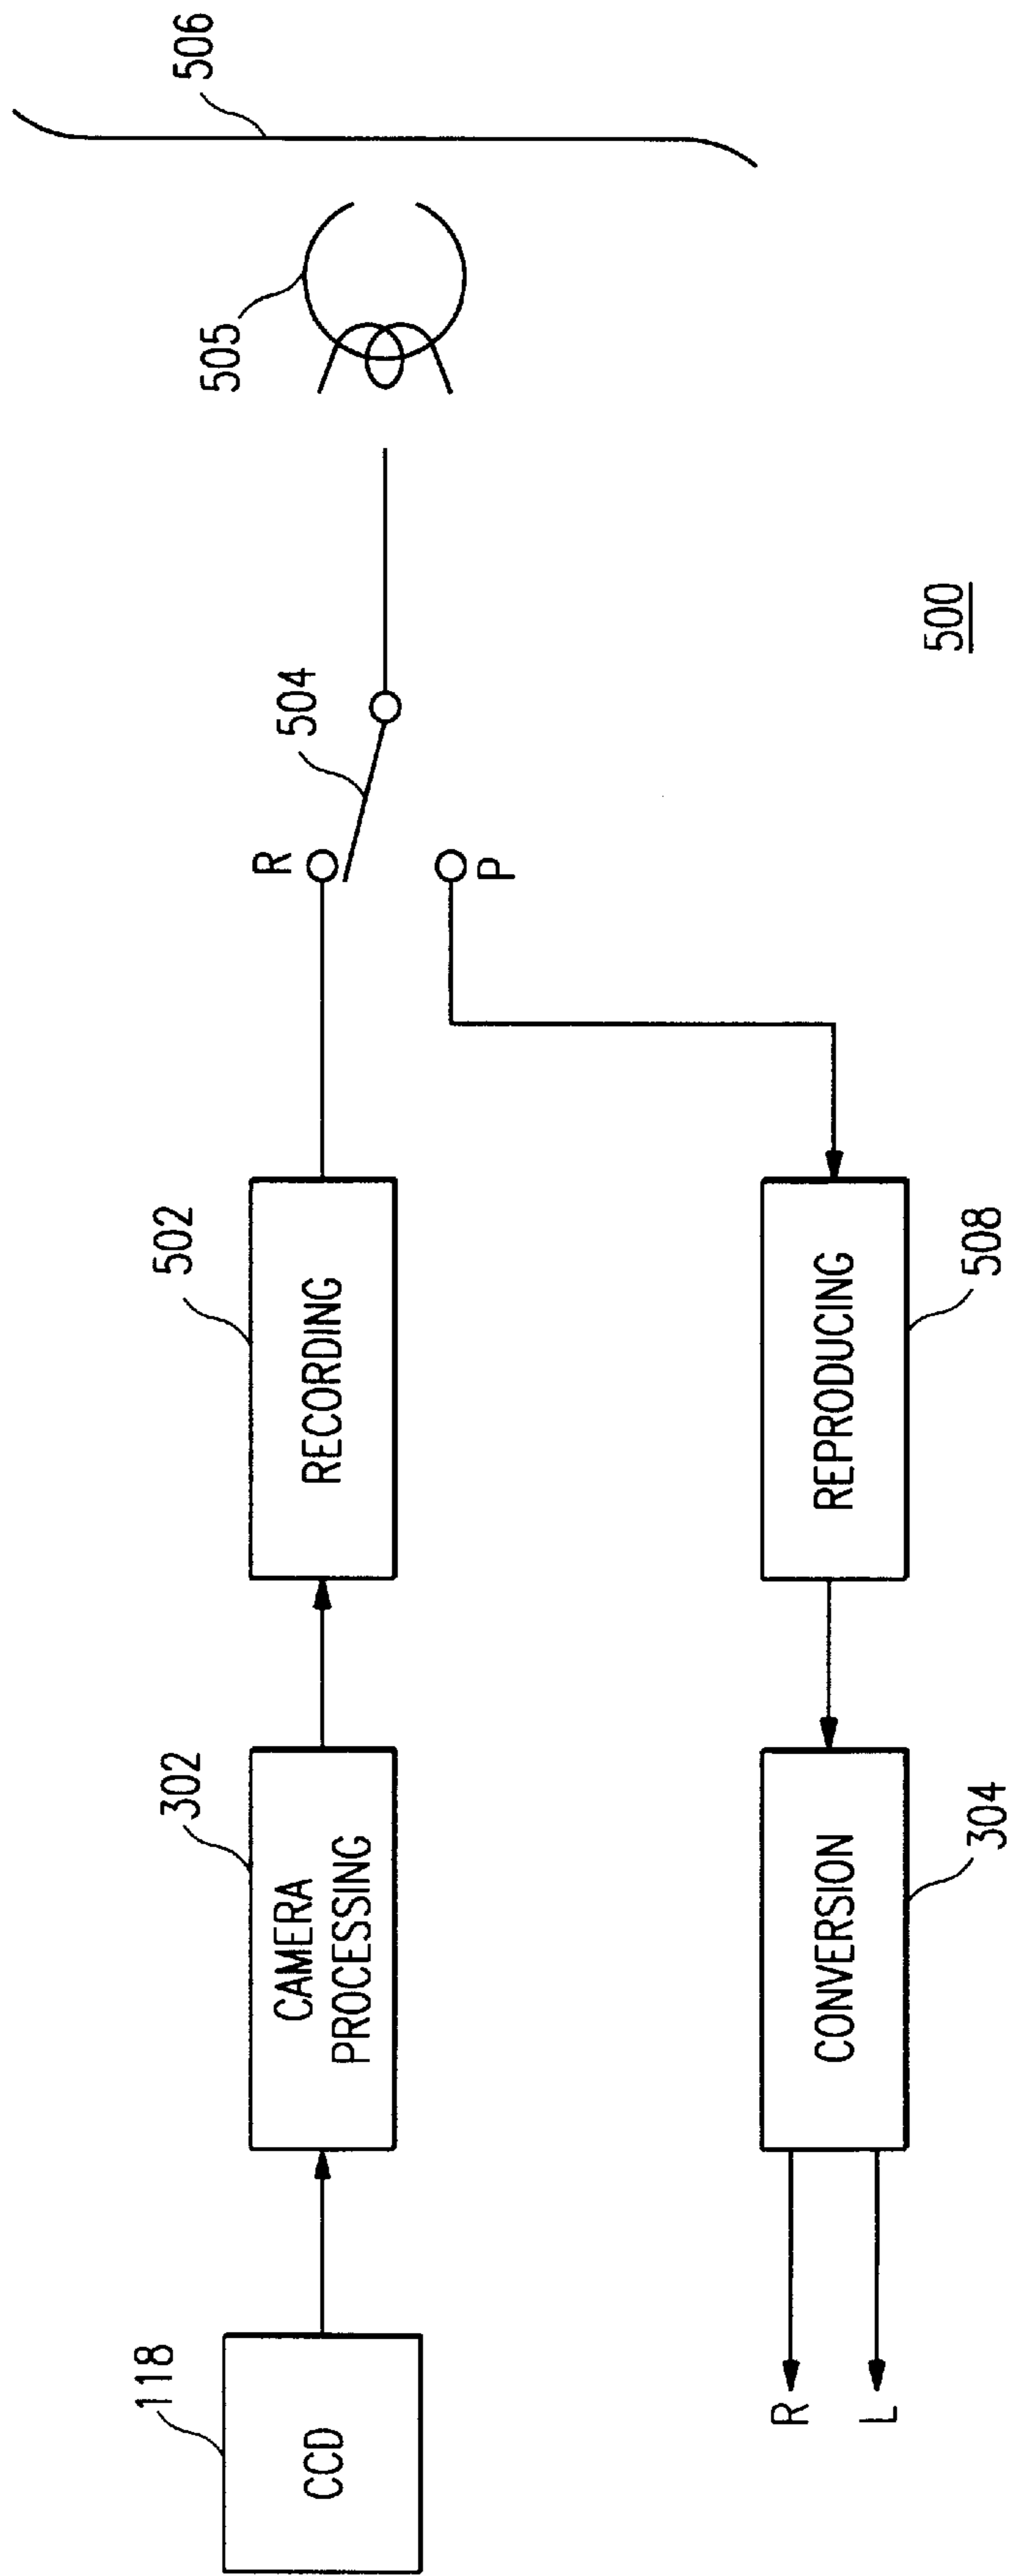 118
CCD
302
CAMERA
PROCESSING
502
RECORDING
R
504
P
505
506
R
L
CONVERSION
304
REPRODUCING
508
500